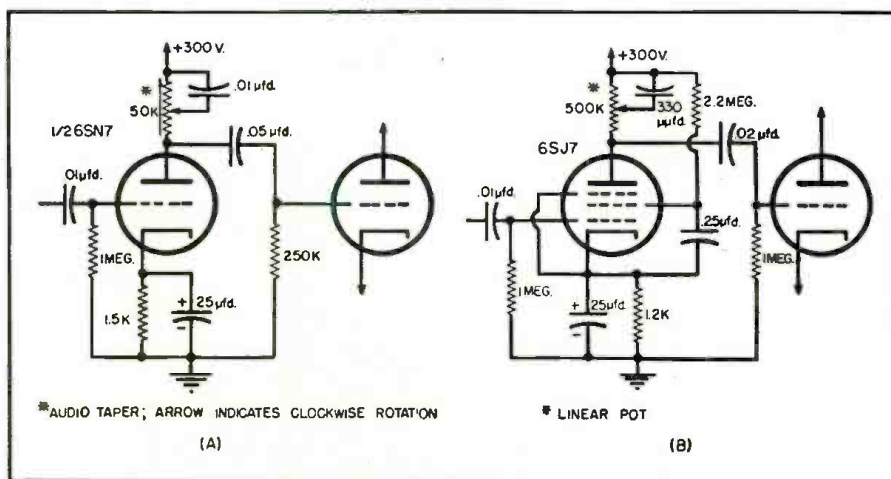 +300V.
*
50K
.01µfd.
1/26SN7
.05µfd.
.01µfd.
1MEG.
250K
1.5K
+
25µfd.
-
*AUDIO TAPER; ARROW INDICATES CLOCKWISE ROTATION
(A)
+300V.
*
500K
330
µµfd.
2.2MEG.
6SJ7
.02µfd.
.01µfd.
.25µfd.
1MEG.
1MEG.
+
25µfd.
-
1.2K
* LINEAR POT
(B)